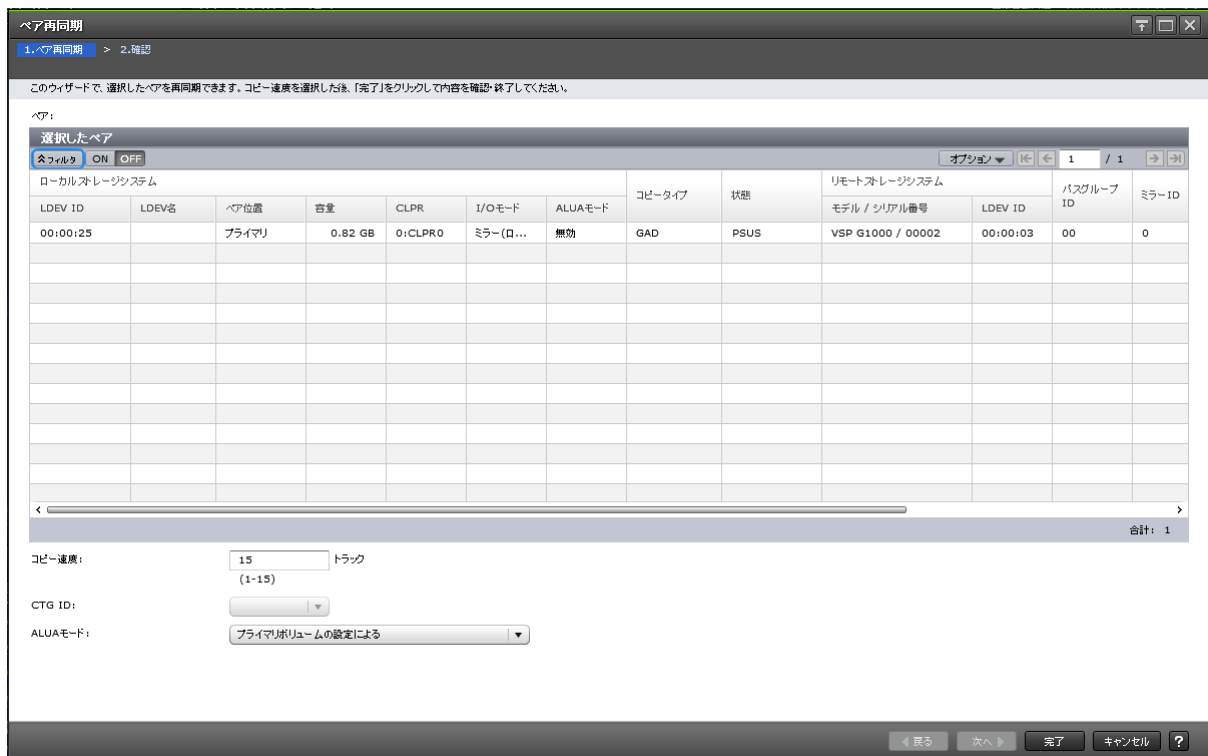 ペア再同期
1.ペア再同期 > 2.確認
このウィザードで、選択したペアを再同期できます。コピー速度を選択した後、「完了」をクリックして内容を確認・終了してください。
ペア:
選択したペア
フィルタ ON OFF オプション 1 / 1
ローカルストレージシステム コピータイプ 状態 リモートストレージシステム パスグループID ミラーID
LDEV ID LDEV名 ペア位置 容量 CLPR I/Oモード ALUAモード モデル / シリアル番号 LDEV ID
00:00:25 プライマリ 0.82 GB 0:CLPR0 ミラー(ロ... 無効 GAD PSUS VSP G1000 / 00002 00:00:03 00 0
合計: 1
コピー速度: 15 トラック
(1-15)
CTG ID:
ALUAモード: プライマリボリュームの設定による
戻る 次へ 完了 キャンセル ?